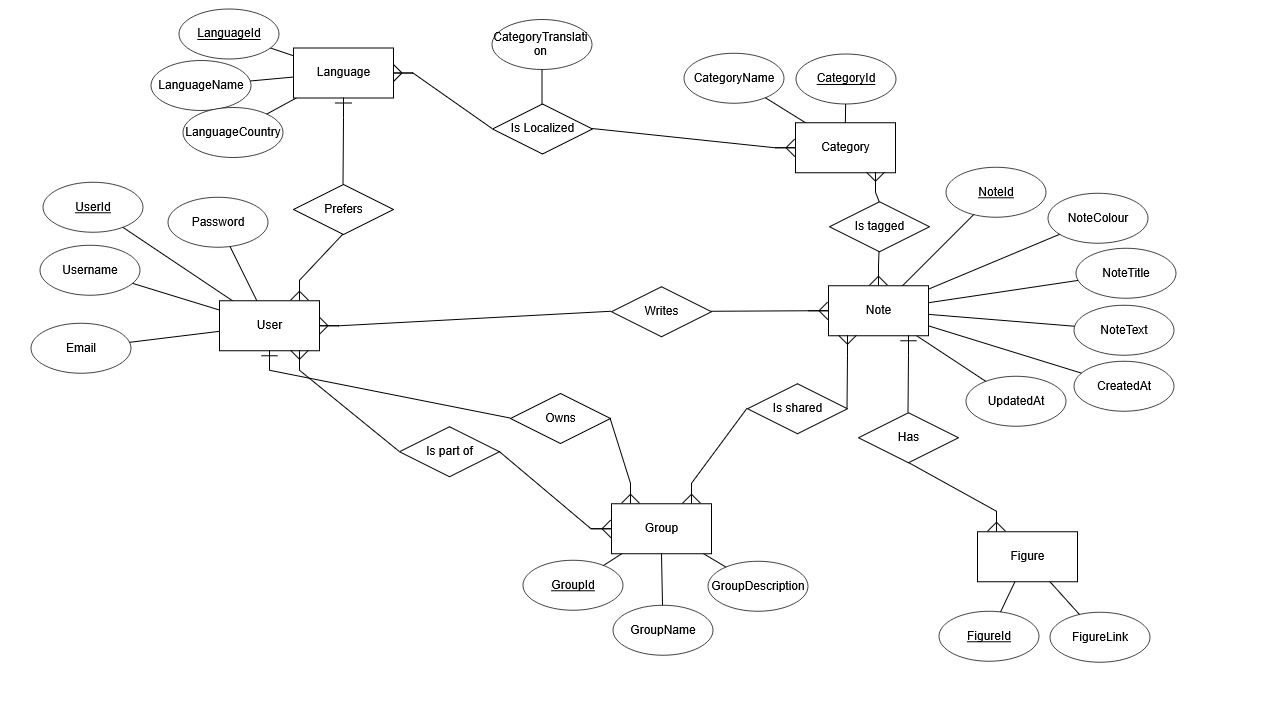 LanguageId
CategoryTranslati
on
Language
CategoryName
CategoryId
LanguageName
Is Localized
LanguageCountry
Category
NoteId
UserId
Prefers
Password
NoteColour
Is tagged
Username
NoteTitle
Writes
Note
User
NoteText
Email
CreatedAt
UpdatedAt
Is shared
Owns
Has
Is part of
Group
Figure
GroupId
GroupDescription
GroupName
FigureId
FigureLink